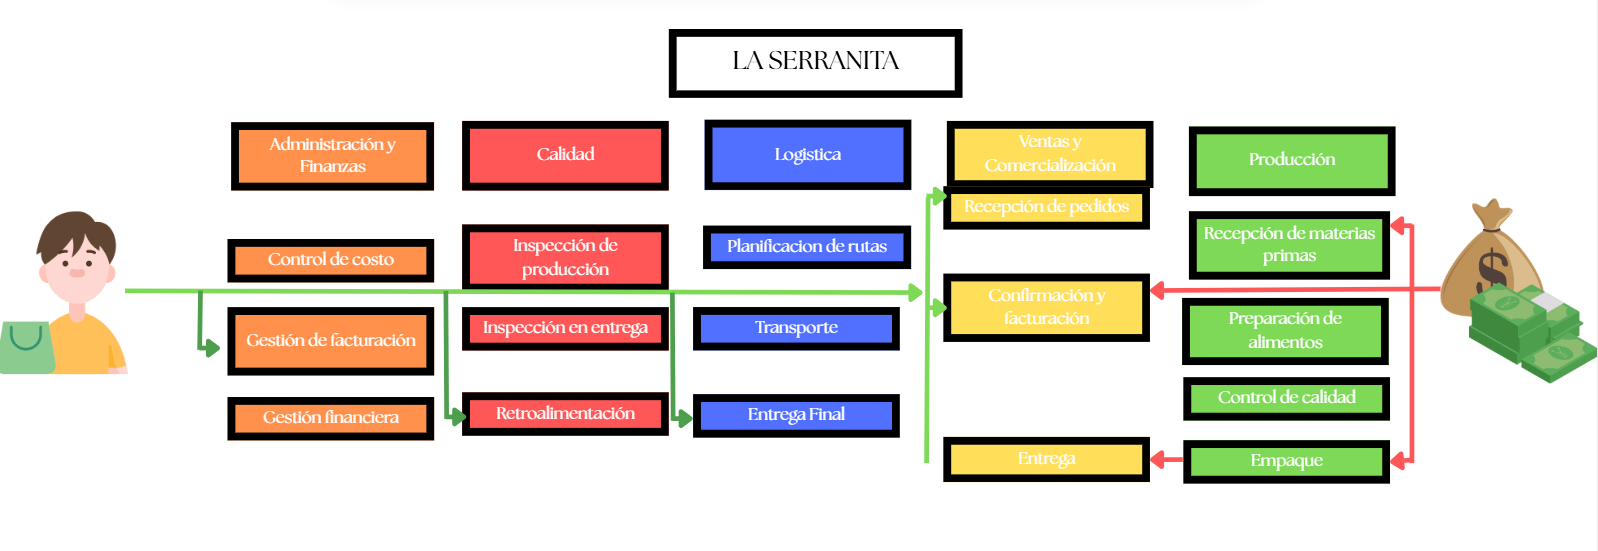 LA SERRANITA
Administración y
Finanzas
Control de costo
Gestión de facturación
Gestión financiera
Calidad
Inspección de
producción
Inspección en entrega
Retroalimentación
Logistica
Planificacion de rutas
Transporte
Entrega Final
Ventas y
Comercialización
Recepción de pedidos
Confirmación y
facturación
Entrega
Producción
Recepción de materias
primas
Preparación de
alimentos
Control de calidad
Empaque
$